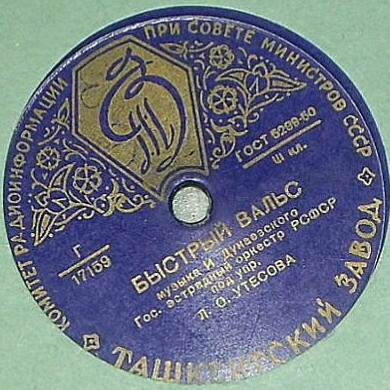 КОМИТЕТ РАДИОИНФОРМАЦИИ ПРИ СОВЕТЕ МИНИСТРОВ СССР
ГОСТ 5289-50
III кл.
Г
17159
БЫСТРЫЙ ВАЛЬС
музыка И. Дунаевского
Гос. эстрадный оркестр РСФСР
под упр.
Л. О. УТЕСОВА
ТАШКЕНТСКИЙ ЗАВОД